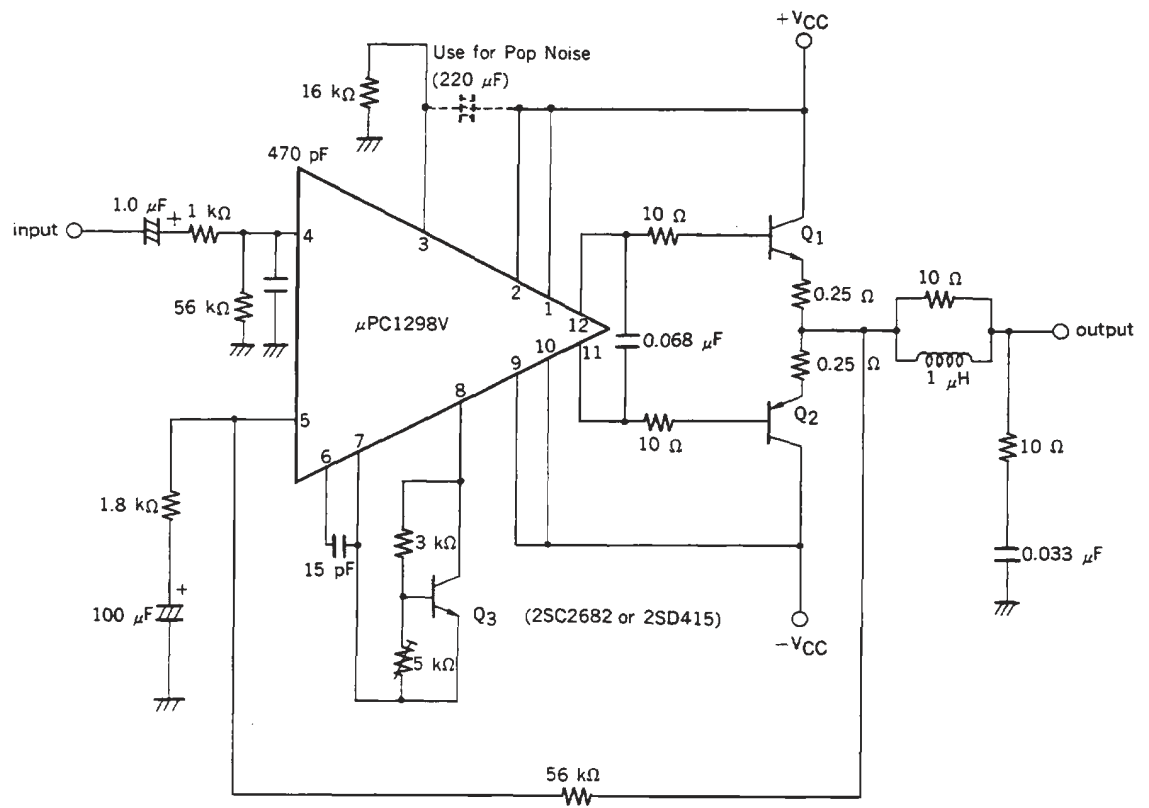 +VCC
Use for Pop Noise
(220 μF)
16 kΩ
470 pF
1.0 μF
+
1 kΩ
input
4
3
10 Ω
Q1
2
1
56 kΩ
0.25 Ω
10 Ω
μPC1298V
12
output
11
0.068 μF
10
9
0.25 Ω
1 μH
8
Q2
5
7
10 Ω
6
10 Ω
1.8 kΩ
3 kΩ
15 pF
0.033 μF
+
100 μF
Q3
(2SC2682 or 2SD415)
-VCC
5 kΩ
56 kΩ